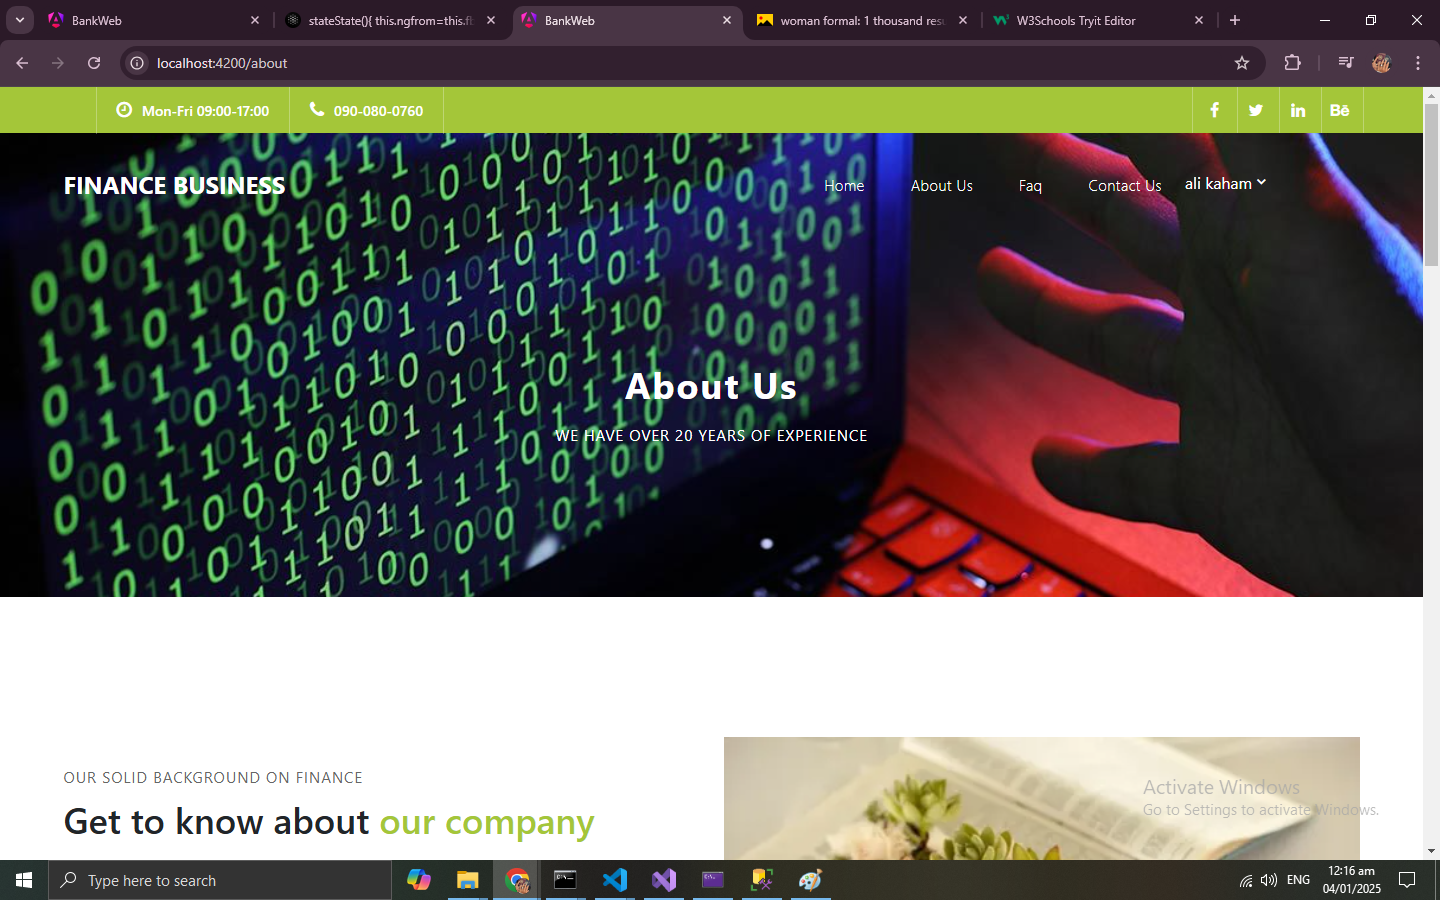 BankWeb
stateState(){ this.ngfrom=this.fb
BankWeb
woman formal: 1 thousand resu
W3Schools Tryit Editor
localhost:4200/about
Mon-Fri 09:00-17:00
090-080-0760
FINANCE BUSINESS
Home
About Us
Faq
Contact Us
ali kaham
About Us
WE HAVE OVER 20 YEARS OF EXPERIENCE
OUR SOLID BACKGROUND ON FINANCE
Get to know about our company
Activate Windows
Go to Settings to activate Windows.
Type here to search
ENG
12:16 am
04/01/2025